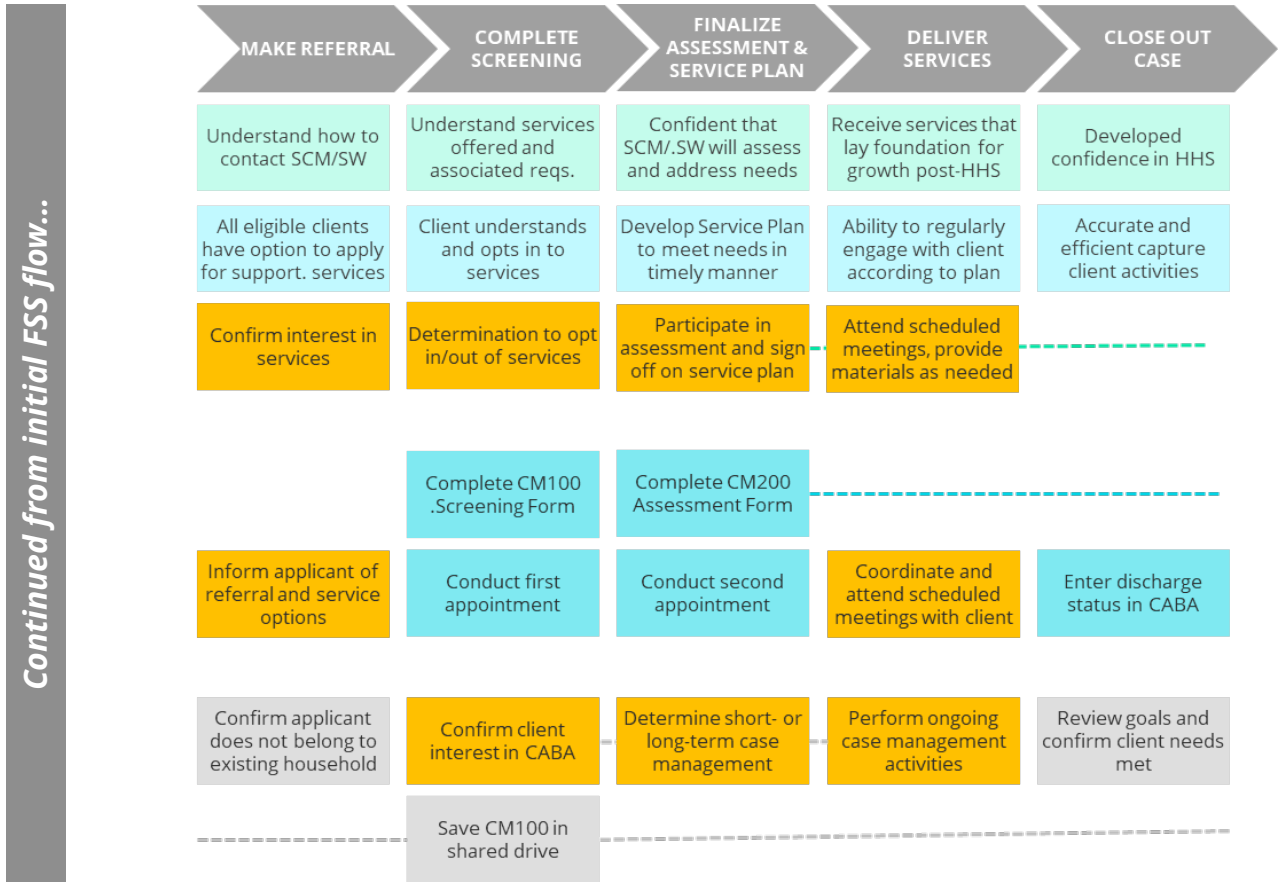 Continued from initial FSS flow...
MAKE REFERRAL
COMPLETE
SCREENING
FINALIZE
ASSESSMENT &
SERVICE PLAN
DELIVER
SERVICES
CLOSE OUT
CASE
Understand how to
contact SCM/SW
Understand services
offered and
associated reqs.
Confident that
SCM/.SW will assess
and address needs
Receive services that
lay foundation for
growth post-HHS
Developed
confidence in HHS
All eligible clients
have option to apply
for support. services
Client understands
and opts in to
services
Develop Service Plan
to meet needs in
timely manner
Ability to regularly
engage with client
according to plan
Accurate and
efficient capture
client activities
Confirm interest in
services
Determination to opt
in/out of services
Participate in
assessment and sign
off on service plan
Attend scheduled
meetings, provide
materials as needed
Complete CM100
.Screening Form
Complete CM200
Assessment Form
Inform applicant of
referral and service
options
Conduct first
appointment
Conduct second
appointment
Coordinate and
attend scheduled
meetings with client
Enter discharge
status in CABA
Confirm applicant
does not belong to
existing household
Confirm client
interest in CABA
Determine short- or
long-term case
management
Perform ongoing
case management
activities
Review goals and
confirm client needs
met
Save CM100 in
shared drive